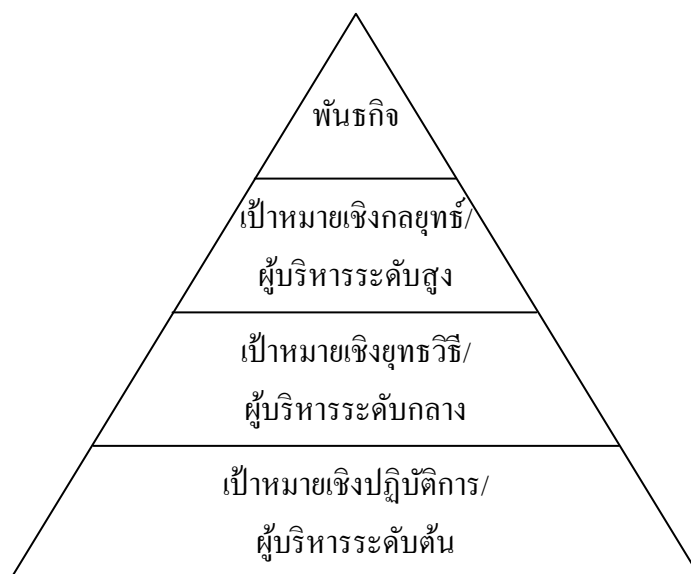 พันธกิจ
เป้าหมายเชิงกลยุทธ์/
ผู้บริหารระดับสูง
เป้าหมายเชิงยุทธวิธี/
ผู้บริหารระดับกลาง
เป้าหมายเชิงปฏิบัติการ/
ผู้บริหารระดับต้น